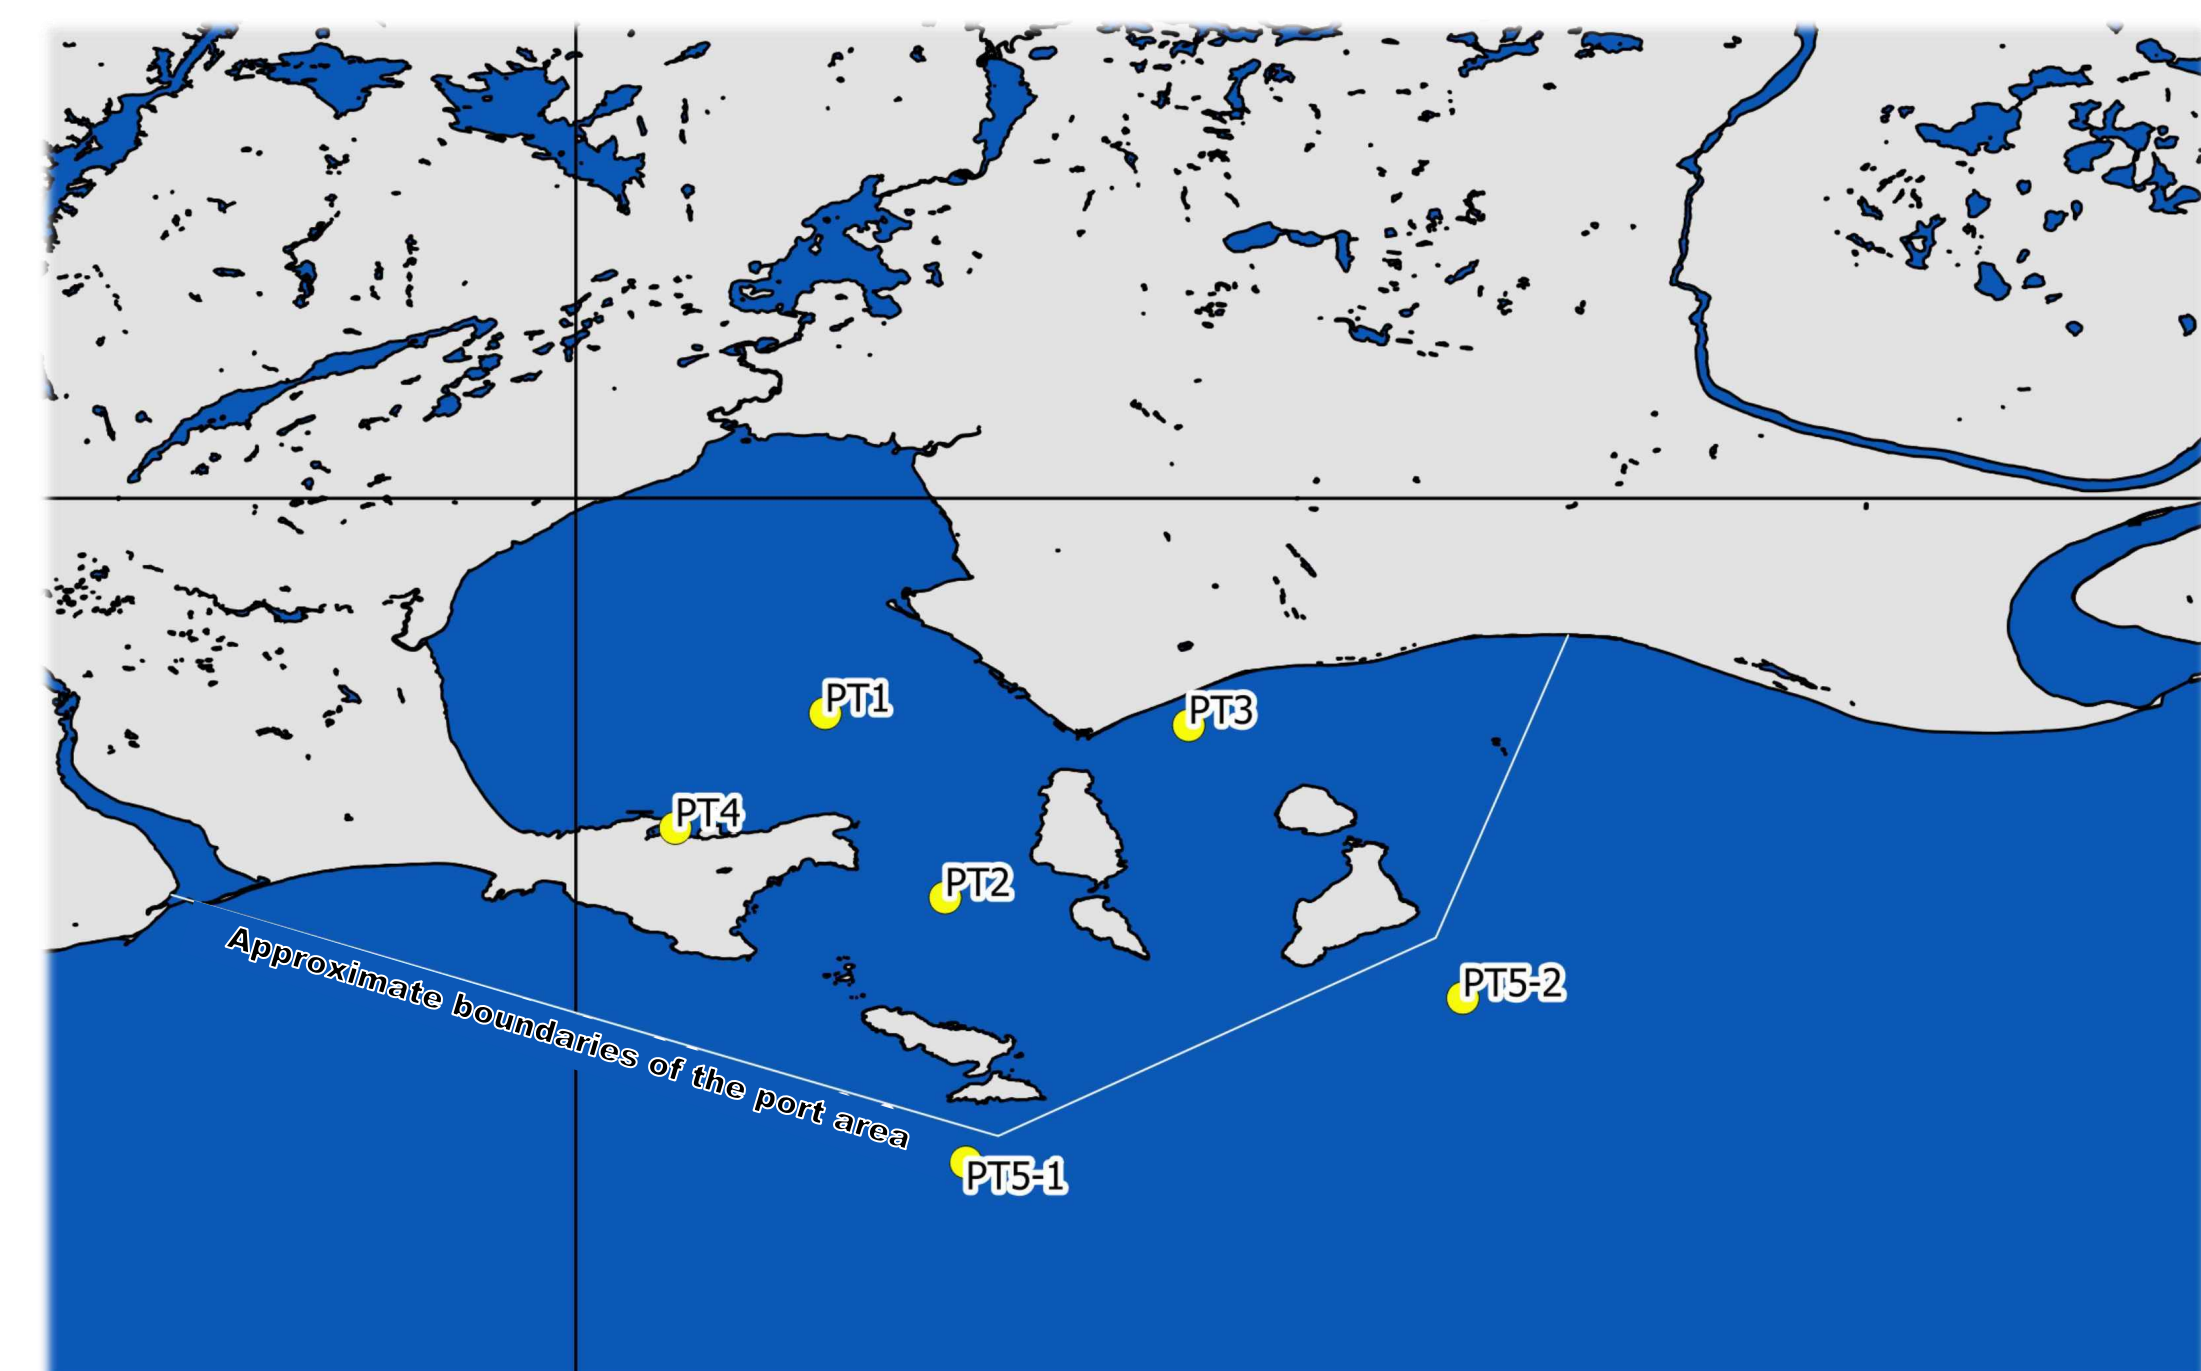 PT1
PT3
PT4
PT2
Approximate boundaries of the port area
PT5-2
PT5-1